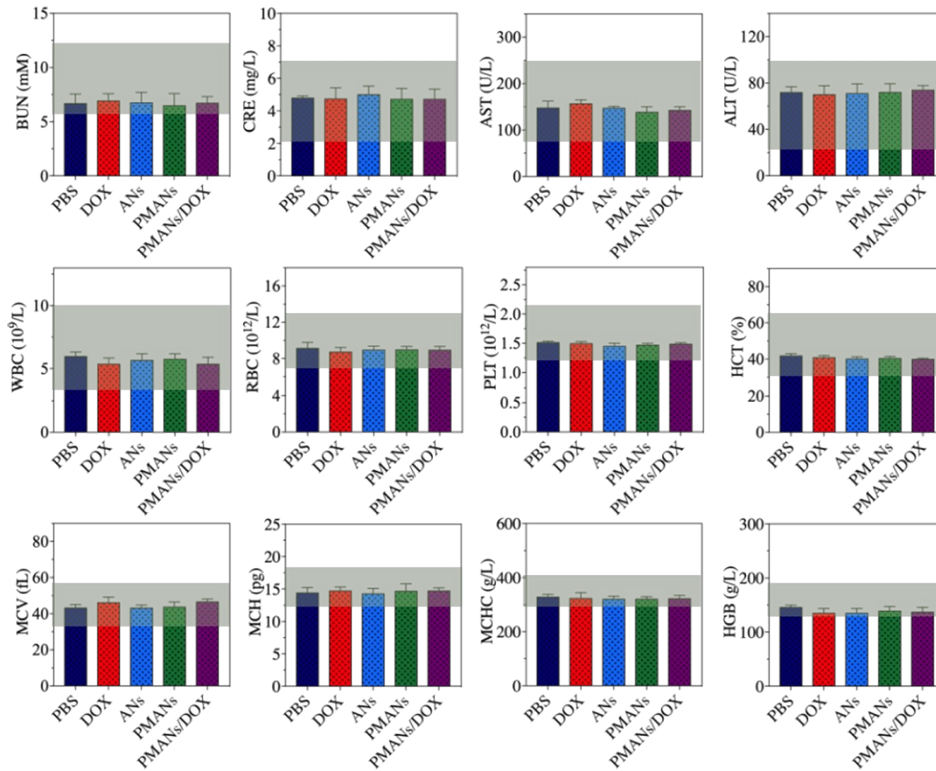 BUN (mM)
15
10
5
0
PBS
DOX
ANs
PMANs
PMANs/DOX
CRE (mg/L)
10
8
6
4
2
0
PBS
DOX
ANs
PMANs
PMANs/DOX
AST (U/L)
300
200
100
0
PBS
DOX
ANs
PMANs
PMANs/DOX
ALT (U/L)
120
80
40
0
PBS
DOX
ANs
PMANs
PMANs/DOX
WBC (10⁹/L)
10
5
0
PBS
DOX
ANs
PMANs
PMANs/DOX
RBC (10¹²/L)
16
12
8
4
0
PBS
DOX
ANs
PMANs
PMANs/DOX
PLT (10¹²/L)
2.5
2.0
1.5
1.0
0.5
0.0
PBS
DOX
ANs
PMANs
PMANs/DOX
HCT (%)
80
60
40
20
0
PBS
DOX
ANs
PMANs
PMANs/DOX
MCV (fL)
80
60
40
20
0
PBS
DOX
ANs
PMANs
PMANs/DOX
MCH (pg)
25
20
15
10
5
0
PBS
DOX
ANs
PMANs
PMANs/DOX
MCHC (g/L)
600
400
200
0
PBS
DOX
ANs
PMANs
PMANs/DOX
HGB (g/L)
300
200
100
0
PBS
DOX
ANs
PMANs
PMANs/DOX